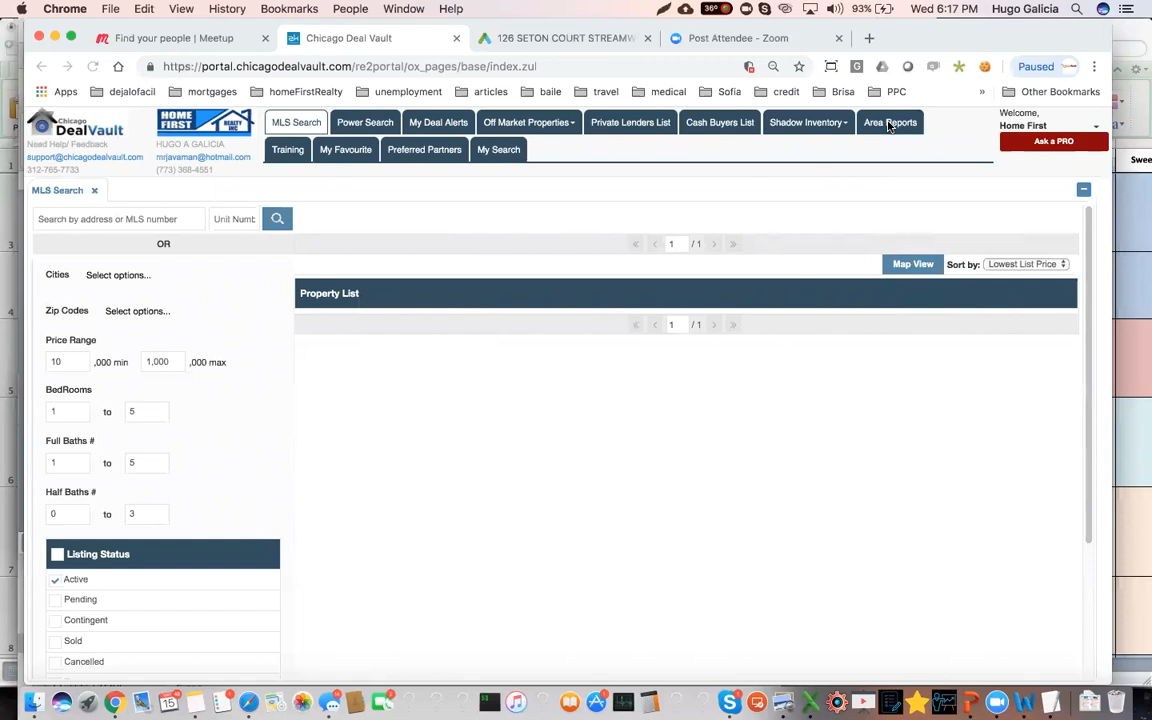 Chrome File Edit View History Bookmarks People Window Help 36° 93% Wed 6:17 PM Hugo Galicia
Find your people | Meetup Chicago Deal Vault 126 SETON COURT STREAMW Post Attendee - Zoom
https://portal.chicagodealvault.com/re2portal/ox_pages/base/index.zul Paused
Apps dejalofacil mortgages homeFirstRealty unemployment articles baile travel medical Sofia credit Brisa PPC » Other Bookmarks
Chicago DealVault
Need Help/ Feedback
support@chicagodealvault.com
312-765-7733
HOME FIRST
REALTY INC
HUGO A GALICIA
mrjavaman@hotmail.com
(773) 368-4551
MLS Search Power Search My Deal Alerts Off Market Properties Private Lenders List Cash Buyers List Shadow Inventory Area Reports
Training My Favourite Preferred Partners My Search
Welcome,
Home First
Ask a PRO
MLS Search
Search by address or MLS number Unit Numb
OR
« ‹ 1 / 1 › »
Cities Select options...
Map View Sort by: Lowest List Price
Property List
Zip Codes Select options...
« ‹ 1 / 1 › »
Price Range
10 ,000 min 1,000 ,000 max
BedRooms
1 to 5
Full Baths #
1 to 5
Half Baths #
0 to 3
Listing Status
Active
Pending
Contingent
Sold
Cancelled
Swee
1
3
4
5
6
7
8